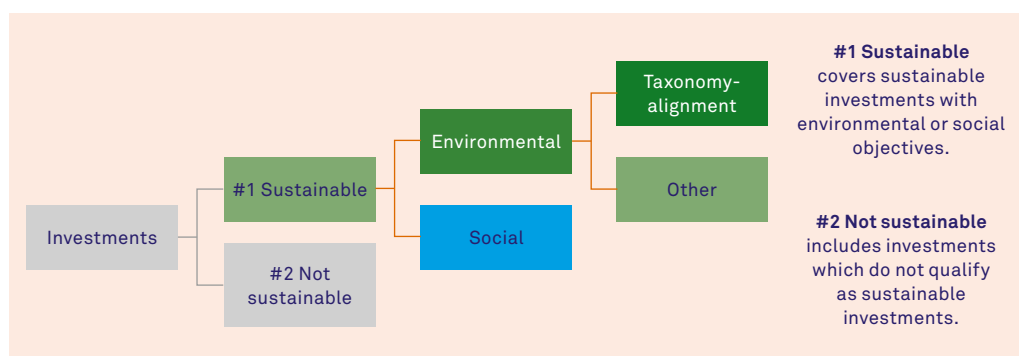 Investments
#1 Sustainable
#2 Not
sustainable
Environmental
Social
Taxonomy-
alignment
Other
#1 Sustainable
covers sustainable
investments with
environmental or social
objectives.
#2 Not sustainable
includes investments
which do not qualify
as sustainable
investments.